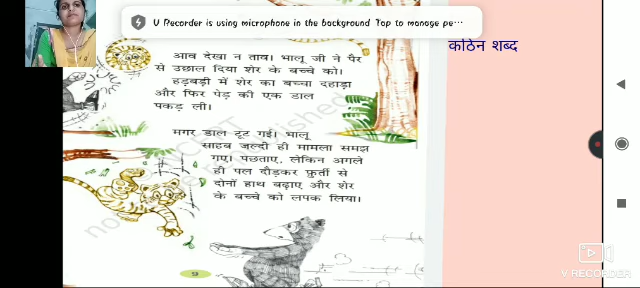 V Recorder is using microphone in the background Tap to manage pe...
कठिन शब्द
आव देखा न ताव। भालू जी ने पैर
से उछाल दिया शेर के बच्चे को।
हड़बड़ी में शेर का बच्चा दहाड़ा
और फिर पेड़ की एक डाल
पकड़ ली।
मगर डाल टूट गई। भालू
साहब जल्दी ही मामला समझ
गए। पछताए, लेकिन अगले
ही पल दौड़कर फ़ुर्ती से
दोनों हाथ बढ़ाए और शेर
के बच्चे को लपक लिया।
9
V RECORDER